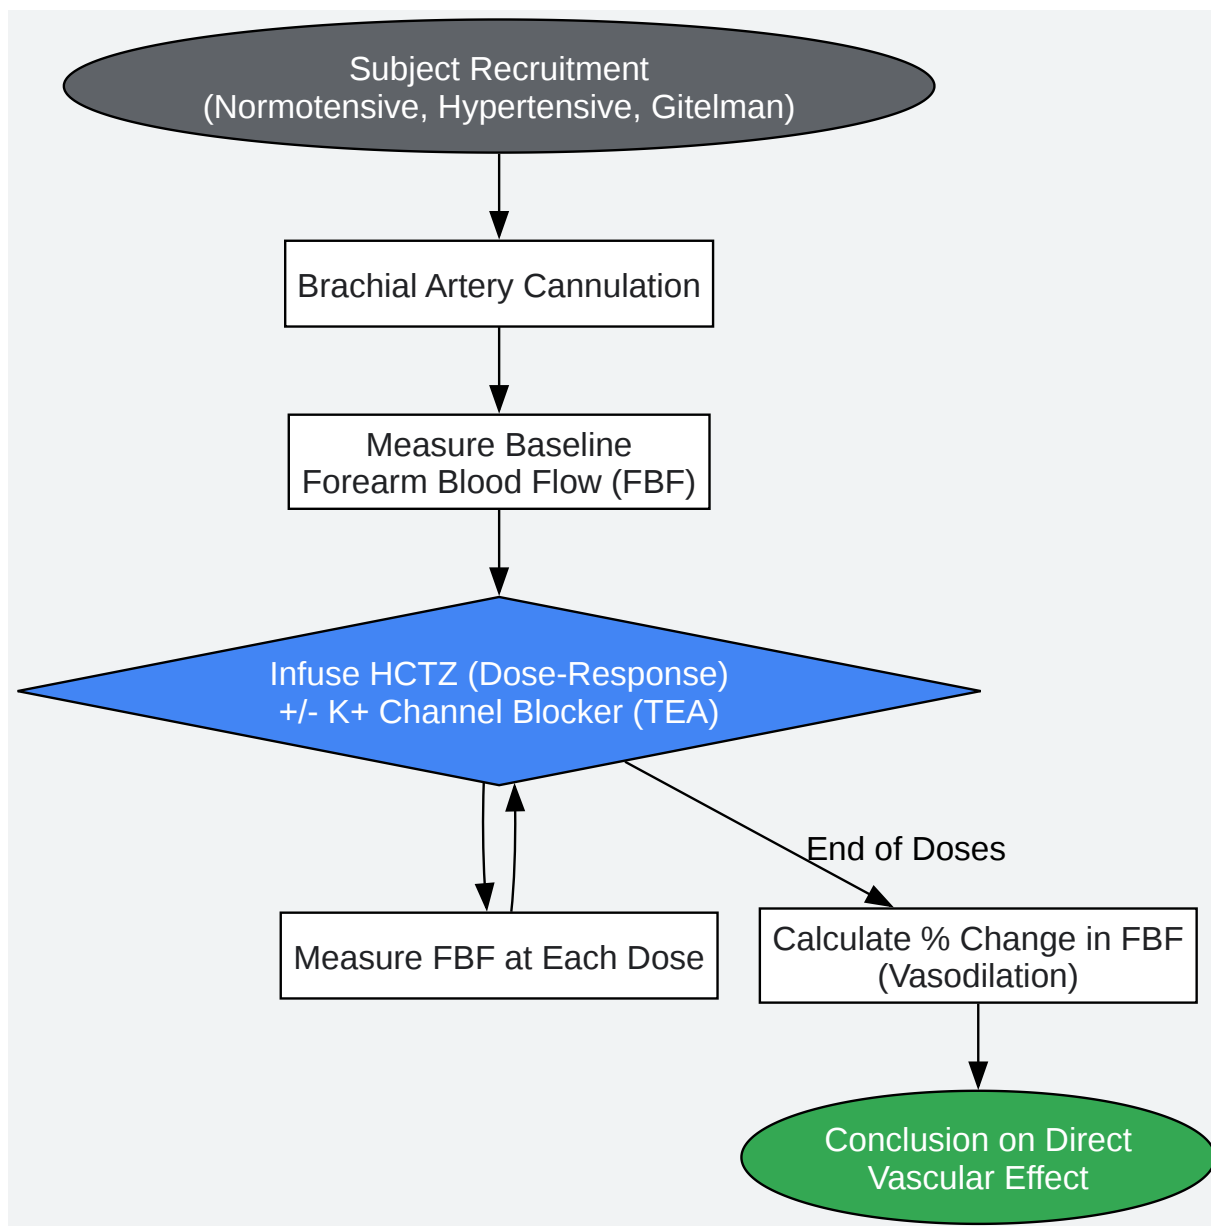 Subject Recruitment
(Normotensive, Hypertensive, Gitelman)
Brachial Artery Cannulation
Measure Baseline
Forearm Blood Flow (FBF)
Infuse HCTZ (Dose-Response)
+/- K+ Channel Blocker (TEA)
End of Doses
Measure FBF at Each Dose
Calculate % Change in FBF
(Vasodilation)
Conclusion on Direct
Vascular Effect